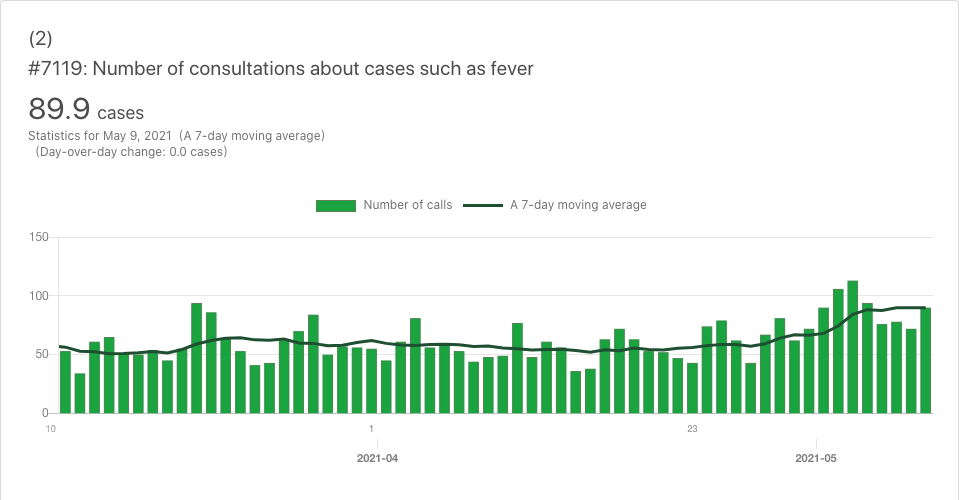 (2)
#7119: Number of consultations about cases such as fever
89.9 cases
Statistics for May 9, 2021 (A 7-day moving average)
(Day-over-day change: 0.0 cases)
Number of calls A 7-day moving average
150
100
50
0
10 1 23
2021-04 2021-05